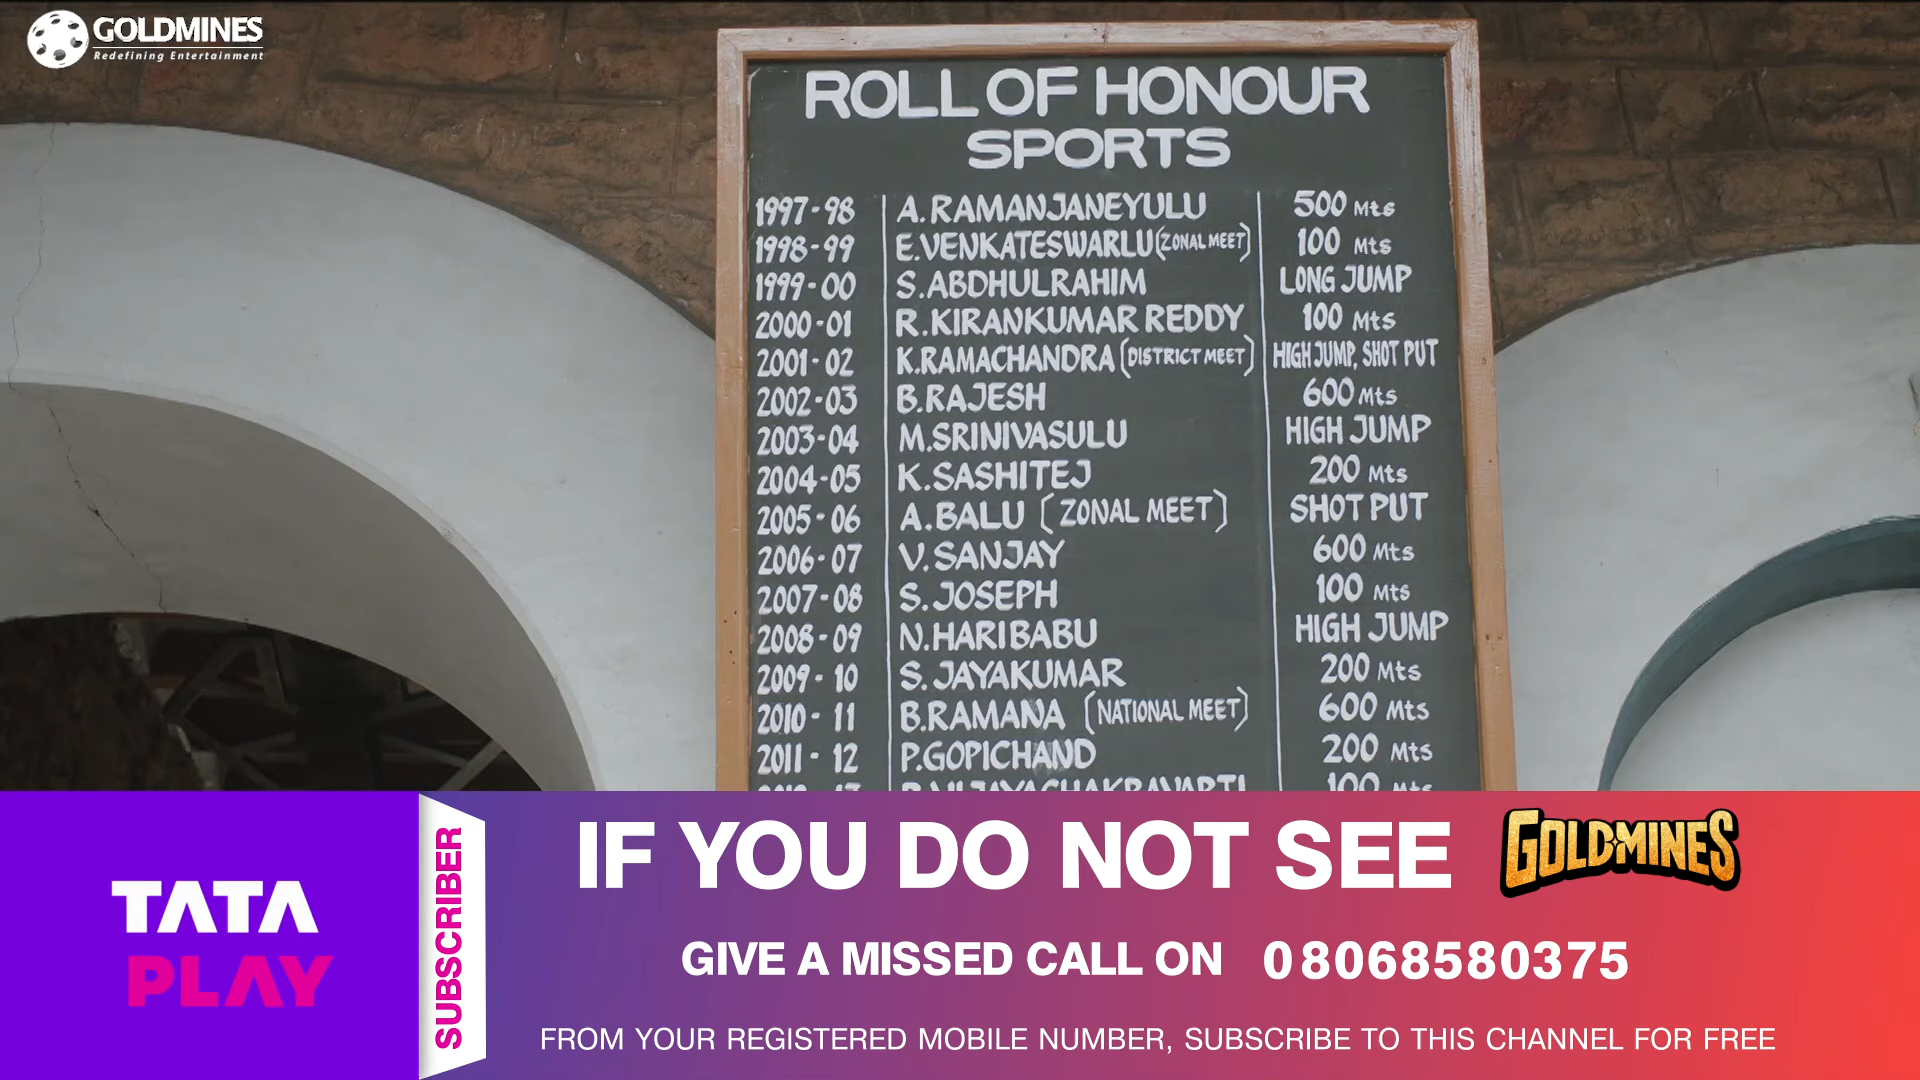 GOLDMINES
Redefining Entertainment
ROLL OF HONOUR
SPORTS
1997-98 A. RAMANJANEYULU 500 Mts
1998-99 E. VENKATESWARLU (ZONAL MEET) 100 Mts
1999-00 S. ABDHULRAHIM LONG JUMP
2000-01 R. KIRANKUMAR REDDY 100 Mts
2001-02 K. RAMACHANDRA (DISTRICT MEET) HIGH JUMP, SHOT PUT
2002-03 B. RAJESH 600 Mts
2003-04 M. SRINIVASULU HIGH JUMP
2004-05 K. SASHITEJ 200 Mts
2005-06 A. BALU (ZONAL MEET) SHOT PUT
2006-07 V. SANJAY 600 Mts
2007-08 S. JOSEPH 100 Mts
2008-09 N. HARIBABU HIGH JUMP
2009-10 S. JAYAKUMAR 200 Mts
2010-11 B. RAMANA (NATIONAL MEET) 600 Mts
2011-12 P. GOPICHAND 200 Mts
100 Mts
TATA
PLAY
SUBSCRIBER
IF YOU DO NOT SEE GOLDMINES
GIVE A MISSED CALL ON 08068580375
FROM YOUR REGISTERED MOBILE NUMBER, SUBSCRIBE TO THIS CHANNEL FOR FREE